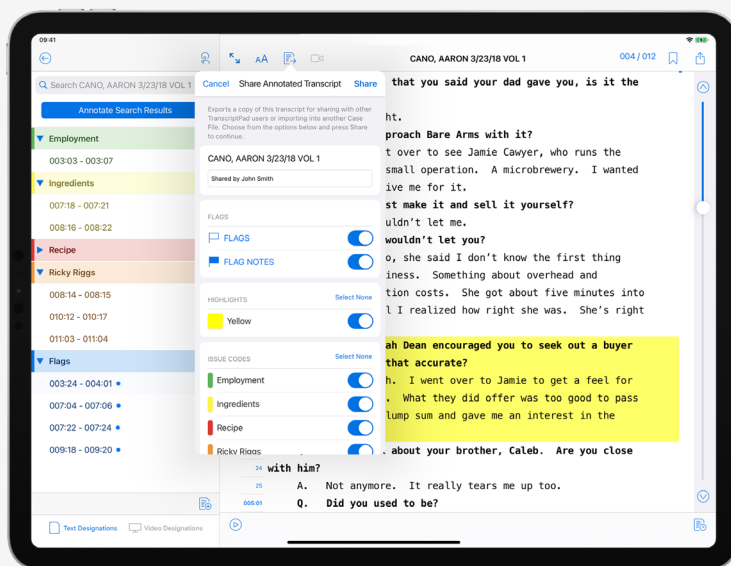 09:41
CANO, AARON 3/23/18 VOL 1
004 / 012
AA
Search CANO, AARON 3/23/18 VOL 1
Annotate Search Results
Employment
003:03 - 003:07
Ingredients
007:18 - 007:21
008:16 - 008:22
Recipe
Ricky Riggs
008:14 - 008:15
010:12 - 010:17
011:03 - 011:04
Flags
003:24 - 004:01
007:04 - 007:06
007:22 - 007:24
009:18 - 009:20
Text Designations
Video Designations
Cancel Share Annotated Transcript Share
Exports a copy of this transcript for sharing with other
TranscriptPad users or importing into another Case
File. Choose from the options below and press Share
to continue.
CANO, AARON 3/23/18 VOL 1
Shared by John Smith
FLAGS
FLAGS
FLAG NOTES
HIGHLIGHTS Select None
Yellow
ISSUE CODES Select None
Employment
Ingredients
Recipe
Ricky Riggs
that you said your dad gave you, is it the
ht.
proach Bare Arms with it?
t over to see Jamie Cawyer, who runs the
small operation. A microbrewery. I wanted
ive me for it.
st make it and sell it yourself?
uldn't let me.
wouldn't let you?
o, she said I don't know the first thing
iness. Something about overhead and
tion costs. She got about five minutes into
l I realized how right she was. She's right
ah Dean encouraged you to seek out a buyer
that accurate?
h. I went over to Jamie to get a feel for
. What they did offer was too good to pass
lump sum and gave me an interest in the
about your brother, Caleb. Are you close
24 with him?
25 A. Not anymore. It really tears me up too.
005:01 Q. Did you used to be?